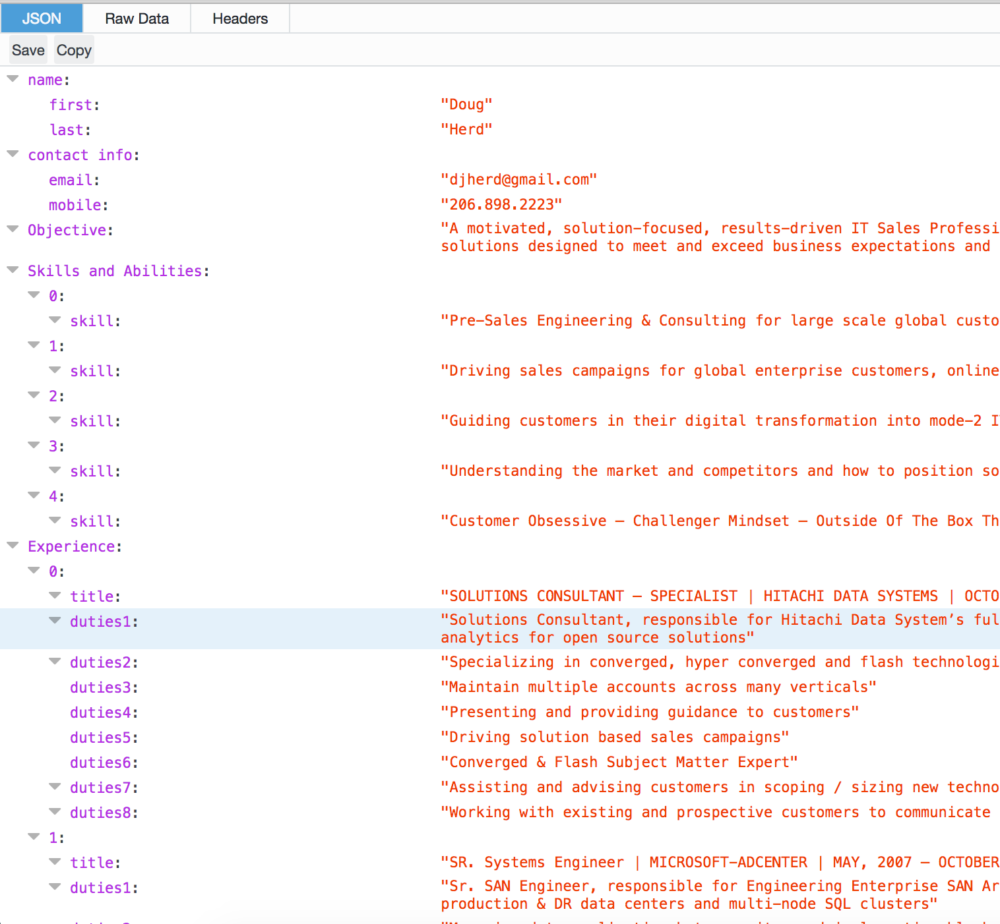 JSON Raw Data Headers
Save Copy
name:
first: "Doug"
last: "Herd"
contact info:
email: "djherd@gmail.com"
mobile: "206.898.2223"
Objective: "A motivated, solution-focused, results-driven IT Sales Professi
solutions designed to meet and exceed business expectations and
Skills and Abilities:
0:
skill: "Pre-Sales Engineering & Consulting for large scale global custo
1:
skill: "Driving sales campaigns for global enterprise customers, online
2:
skill: "Guiding customers in their digital transformation into mode-2 I
3:
skill: "Understanding the market and competitors and how to position so
4:
skill: "Customer Obsessive – Challenger Mindset – Outside Of The Box Th
Experience:
0:
title: "SOLUTIONS CONSULTANT – SPECIALIST | HITACHI DATA SYSTEMS | OCTO
duties1: "Solutions Consultant, responsible for Hitachi Data System’s ful
analytics for open source solutions"
duties2: "Specializing in converged, hyper converged and flash technologi
duties3: "Maintain multiple accounts across many verticals"
duties4: "Presenting and providing guidance to customers"
duties5: "Driving solution based sales campaigns"
duties6: "Converged & Flash Subject Matter Expert"
duties7: "Assisting and advising customers in scoping / sizing new techno
duties8: "Working with existing and prospective customers to communicate
1:
title: "SR. Systems Engineer | MICROSOFT-ADCENTER | MAY, 2007 – OCTOBER
duties1: "Sr. SAN Engineer, responsible for Engineering Enterprise SAN Ar
production & DR data centers and multi-node SQL clusters"